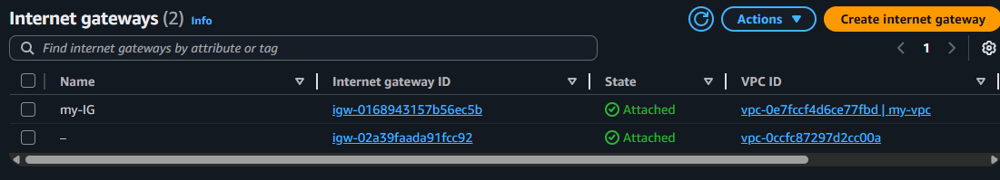 Internet gateways (2) Info
Actions
Create internet gateway
Find internet gateways by attribute or tag
1
Name Internet gateway ID State VPC ID
my-IG igw-0168943157b56ec5b Attached vpc-0e7fccf4d6ce77fbd | my-vpc
– igw-02a39faada91fcc92 Attached vpc-0ccfc87297d2cc00a